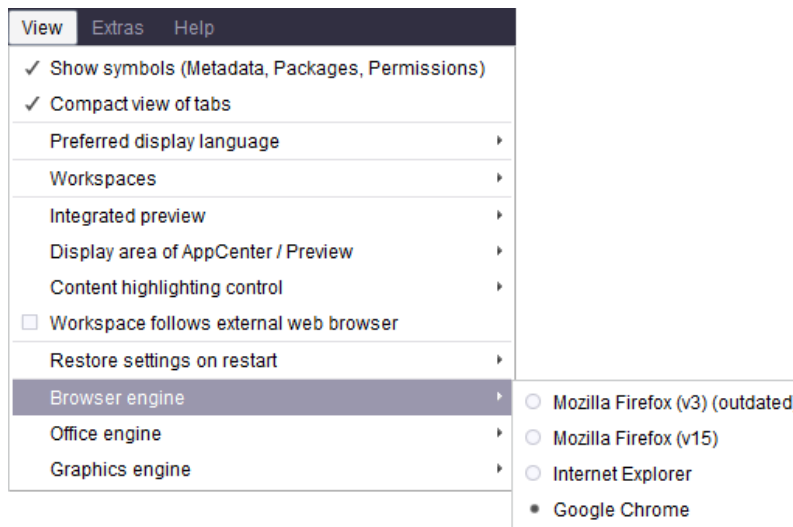 View Extras Help
Show symbols (Metadata, Packages, Permissions)
Compact view of tabs
Preferred display language
Workspaces
Integrated preview
Display area of AppCenter / Preview
Content highlighting control
Workspace follows external web browser
Restore settings on restart
Browser engine
Office engine
Graphics engine
Mozilla Firefox (v3) (outdated)
Mozilla Firefox (v15)
Internet Explorer
Google Chrome